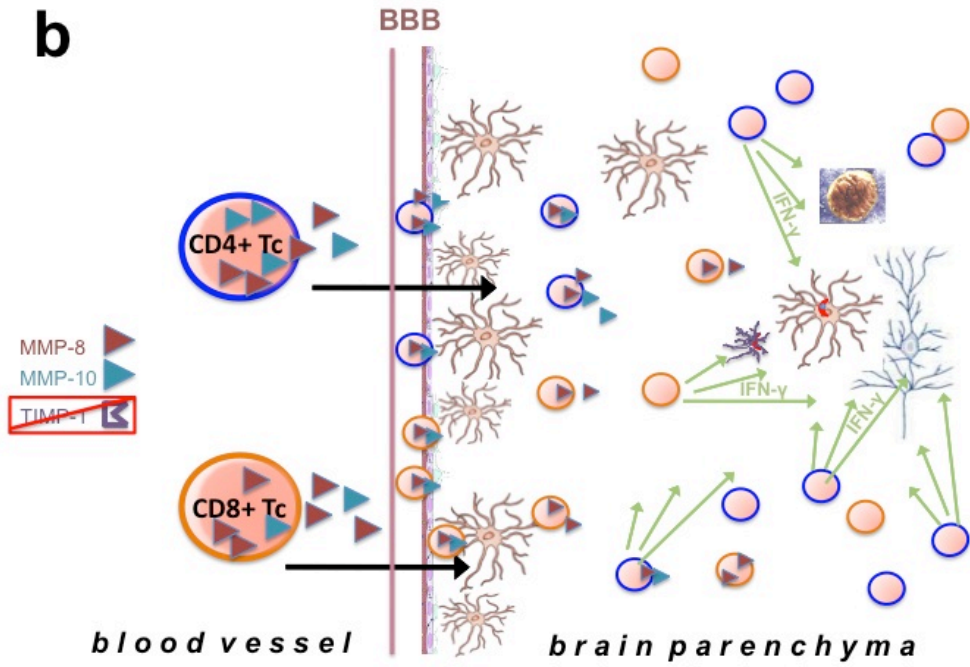 b
BBB
CD4+ Tc
IFN-γ
MMP-8
MMP-10
TIMP-1
IFN-γ
IFN-γ
CD8+ Tc
blood vessel
brain parenchyma